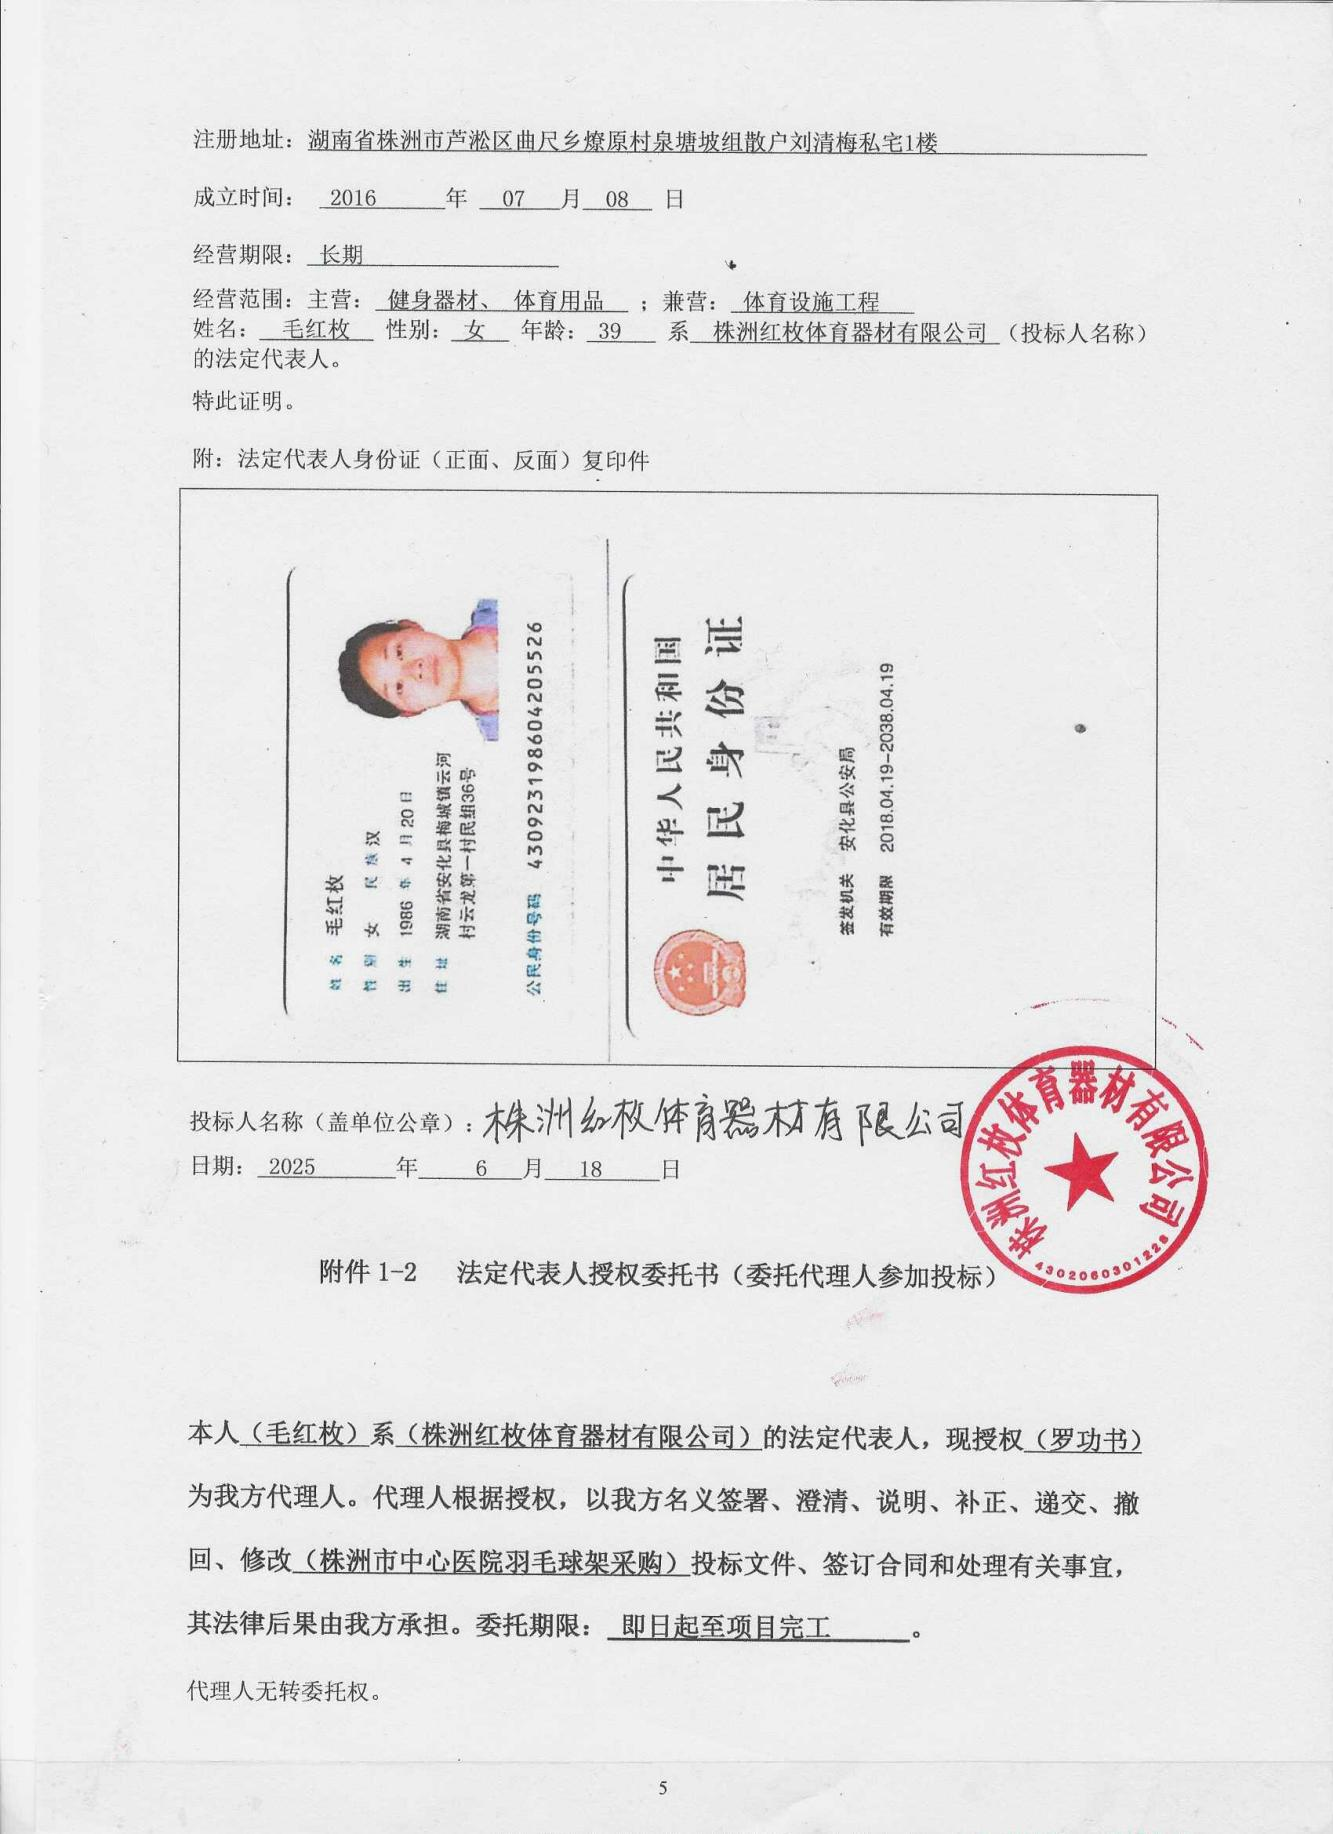 注册地址：湖南省株洲市芦淞区曲尺乡燎原村泉塘坡组散户刘清梅私宅1楼
成立时间： 2016 年 07 月 08 日
经营期限： 长期
经营范围：主营： 健身器材、 体育用品 ；兼营： 体育设施工程
姓名： 毛红枚 性别： 女 年龄： 39 系 株洲红枚体育器材有限公司 （投标人名称）
的法定代表人。
特此证明。
附：法定代表人身份证（正面、反面）复印件
姓名 毛红枚
性别 女 民族 汉
出生 1986 年 4 月 20 日
住址 湖南省安化县梅城镇云河
村云龙第一村民组36号
公民身份号码 430923198604205526
中华人民共和国
居民身份证
签发机关 安化县公安局
有效期限 2018.04.19-2038.04.19
投标人名称（盖单位公章）：株洲红枚体育器材有限公司
株洲红枚体育器材有限公司
4302060301228
日期： 2025 年 6 月 18 日
附件 1-2 法定代表人授权委托书（委托代理人参加投标）
本人（毛红枚）系（株洲红枚体育器材有限公司）的法定代表人，现授权（罗功书）
为我方代理人。代理人根据授权，以我方名义签署、澄清、说明、补正、递交、撤
回、修改（株洲市中心医院羽毛球架采购）投标文件、签订合同和处理有关事宜，
其法律后果由我方承担。委托期限： 即日起至项目完工 。
代理人无转委托权。
5